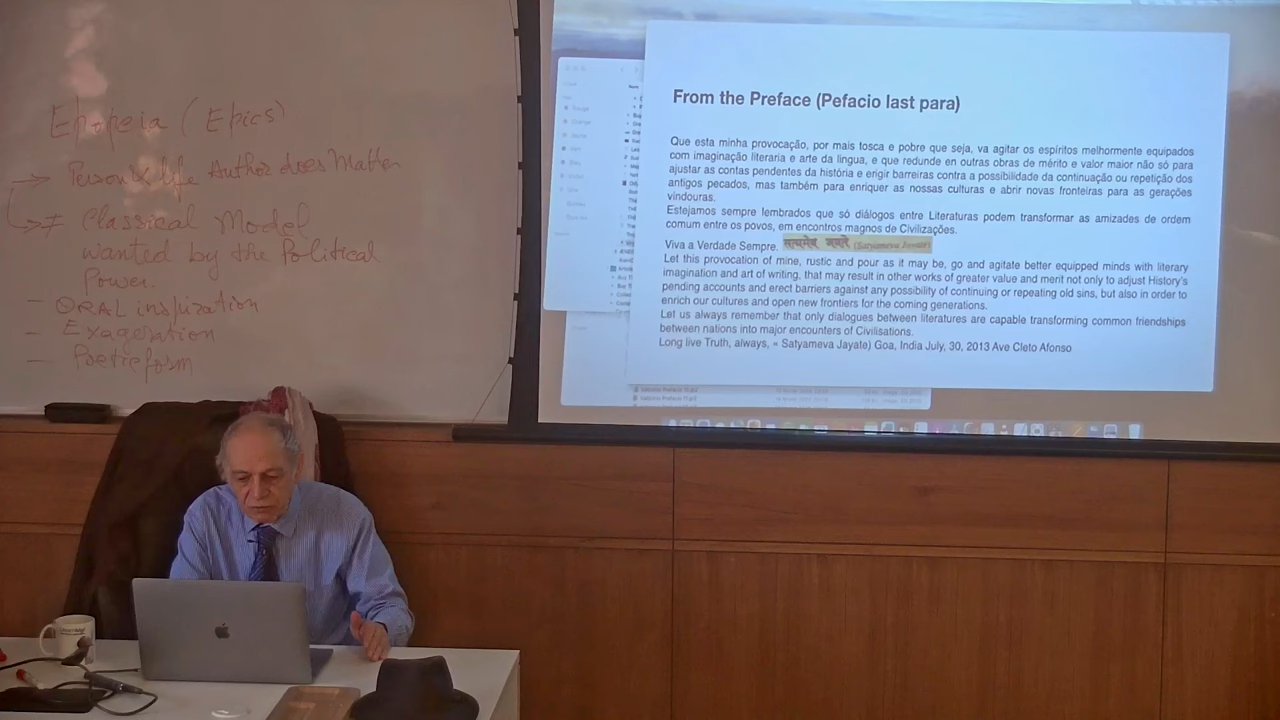 Epopeia (Epics)
→ Person & life Author does Matter
→ ≠ Classical Model
wanted by the Political
Power.
- ORAL inspization
- Exageration
- Poetic form
From the Preface (Pefacio last para)
Que esta minha provocação, por mais tosca e pobre que seja, va agitar os espíritos melhormente equipados
com imaginação literaria e arte da lingua, e que redunde en outras obras de mérito e valor maior não só para
ajustar as contas pendentes da história e erigir barreiras contra a possibilidade da continuação ou repetição dos
antigos pecados, mas também para enriquer as nossas culturas e abrir novas fronteiras para as gerações
vindouras.
Estejamos sempre lembrados que só diálogos entre Literaturas podem transformar as amizades de ordem
comum entre os povos, em encontros magnos de Civilizações.
Viva a Verdade Sempre. सत्यमेव जयते (Satyameva Jayate)
Let this provocation of mine, rustic and pour as it may be, go and agitate better equipped minds with literary
imagination and art of writing, that may result in other works of greater value and merit not only to adjust History's
pending accounts and erect barriers against any possibility of continuing or repeating old sins, but also in order to
enrich our cultures and open new frontiers for the coming generations.
Let us always remember that only dialogues between literatures are capable transforming common friendships
between nations into major encounters of Civilisations.
Long live Truth, always, = Satyameva Jayate) Goa, India July, 30, 2013 Ave Cleto Afonso